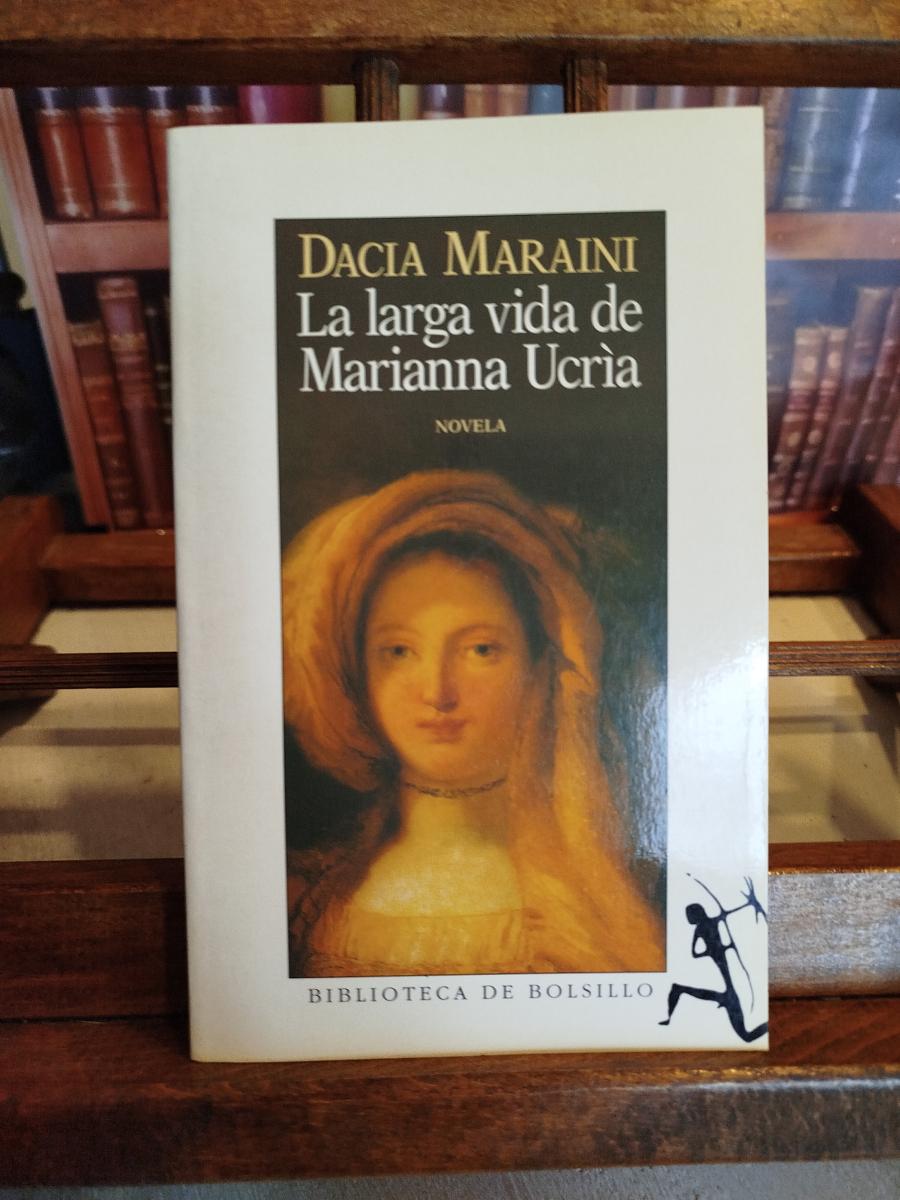 DACIA MARAINI
La larga vida de
Marianna Ucrìa
NOVELA
BIBLIOTECA DE BOLSILLO